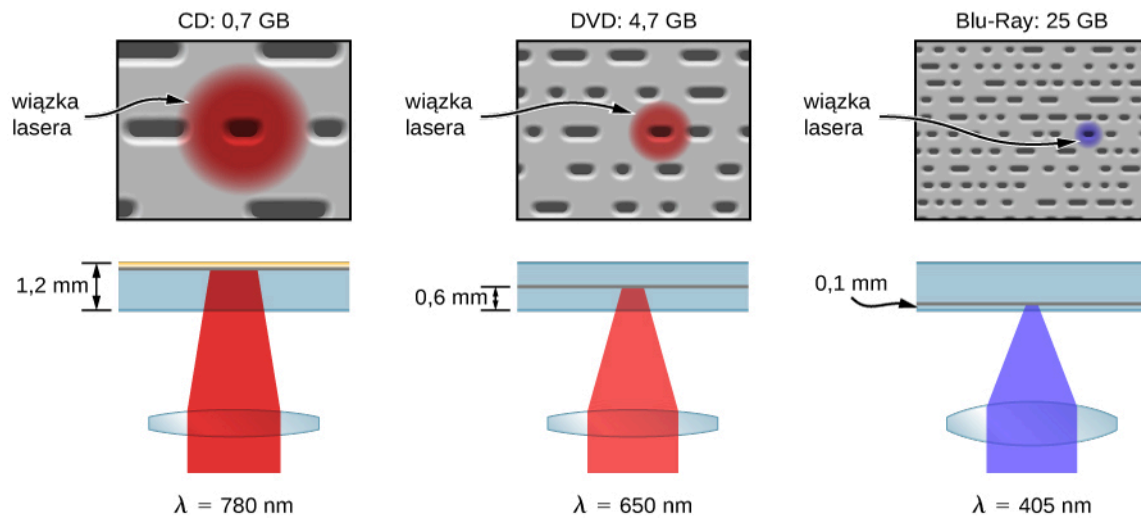 CD: 0,7 GB
DVD: 4,7 GB
Blu-Ray: 25 GB
wiązka
lasera
wiązka
lasera
wiązka
lasera
1,2 mm
0,6 mm
0,1 mm
λ = 780 nm
λ = 650 nm
λ = 405 nm